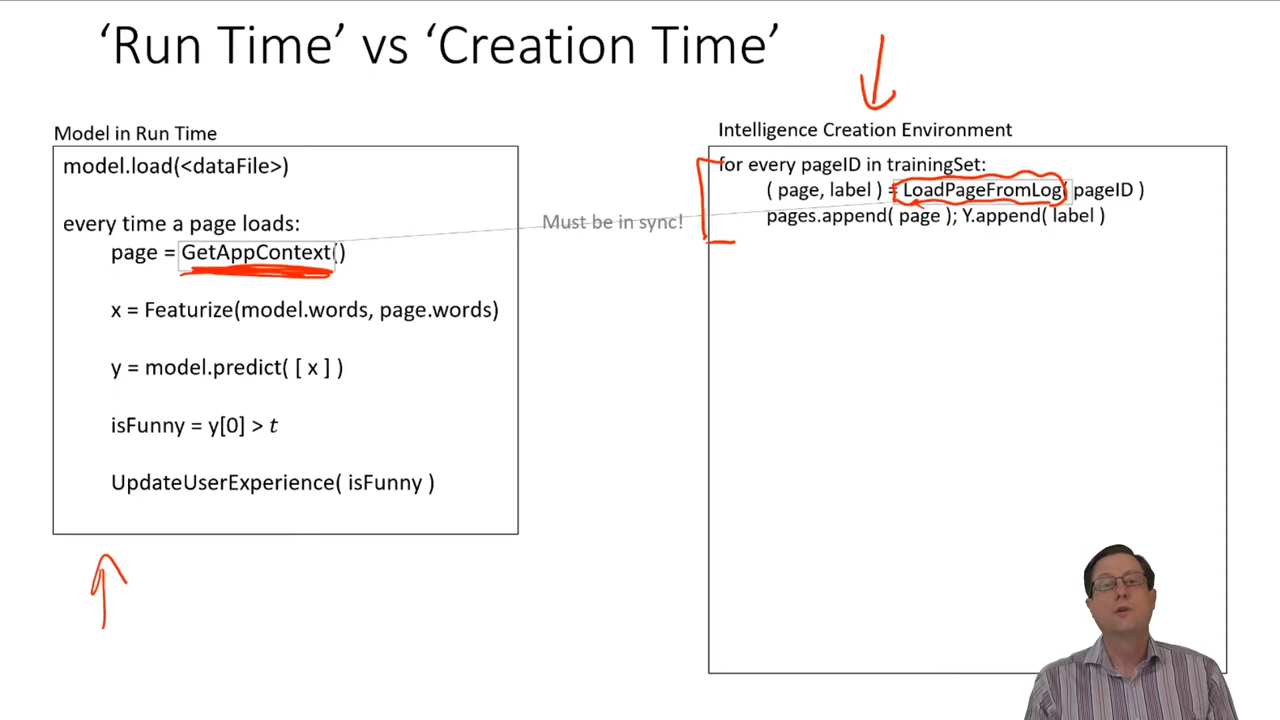 ‘Run Time’ vs ‘Creation Time’
Model in Run Time
model.load(<dataFile>)
every time a page loads:
page = GetAppContext()
x = Featurize(model.words, page.words)
y = model.predict( [ x ] )
isFunny = y[0] > t
UpdateUserExperience( isFunny )
Must be in sync!
Intelligence Creation Environment
for every pageID in trainingSet:
( page, label ) = LoadPageFromLog( pageID )
pages.append( page ); Y.append( label )